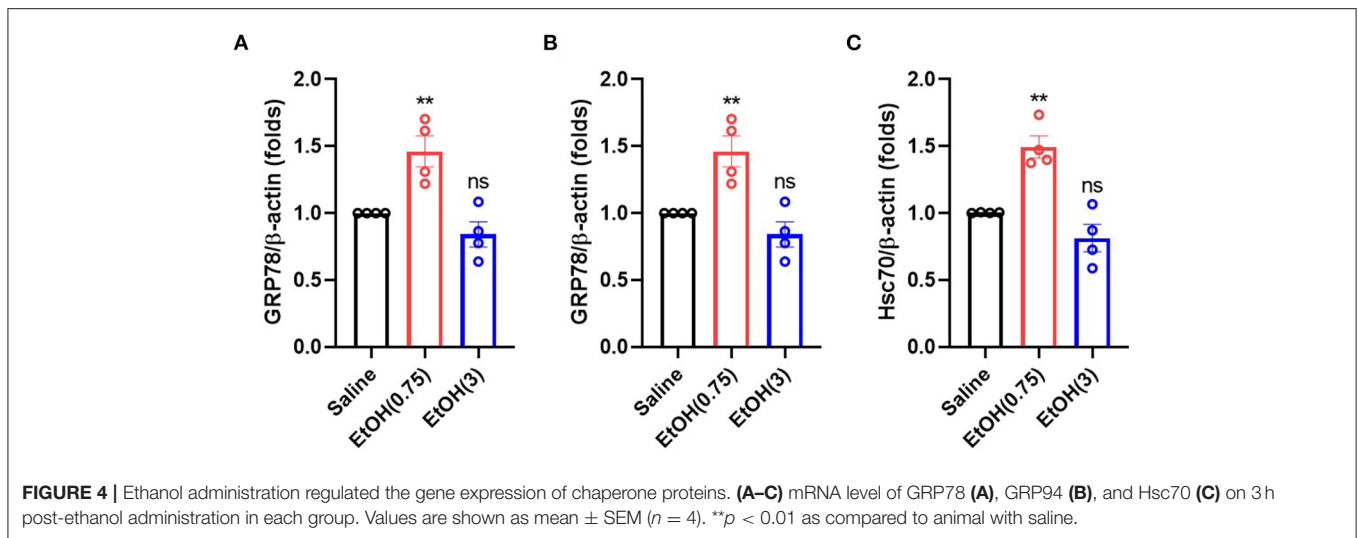 A
B
C
GRP78/β-actin (folds)
2.0
1.5
1.0
0.5
0.0
**
ns
Saline
EtOH(0.75)
EtOH(3)
GRP78/β-actin (folds)
2.0
1.5
1.0
0.5
0.0
**
ns
Saline
EtOH(0.75)
EtOH(3)
Hsc70/β-actin (folds)
2.0
1.5
1.0
0.5
0.0
**
ns
Saline
EtOH(0.75)
EtOH(3)
FIGURE 4 | Ethanol administration regulated the gene expression of chaperone proteins. (A–C) mRNA level of GRP78 (A), GRP94 (B), and Hsc70 (C) on 3 h
post-ethanol administration in each group. Values are shown as mean ± SEM (n = 4). **p < 0.01 as compared to animal with saline.